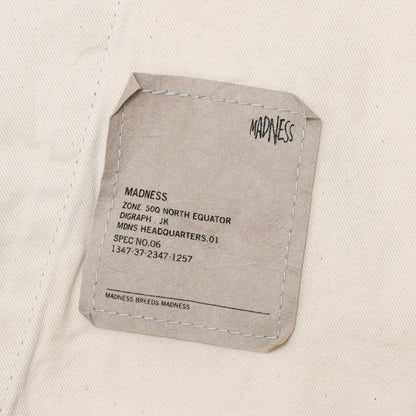 MADNESS
MADNESS
ZONE 50Q NORTH EQUATOR
DIGRAPH . JK
MDNS HEADQUARTERS.01
SPEC NO.06
1347-37-2347-1257
MADNESS BREEDS MADNESS